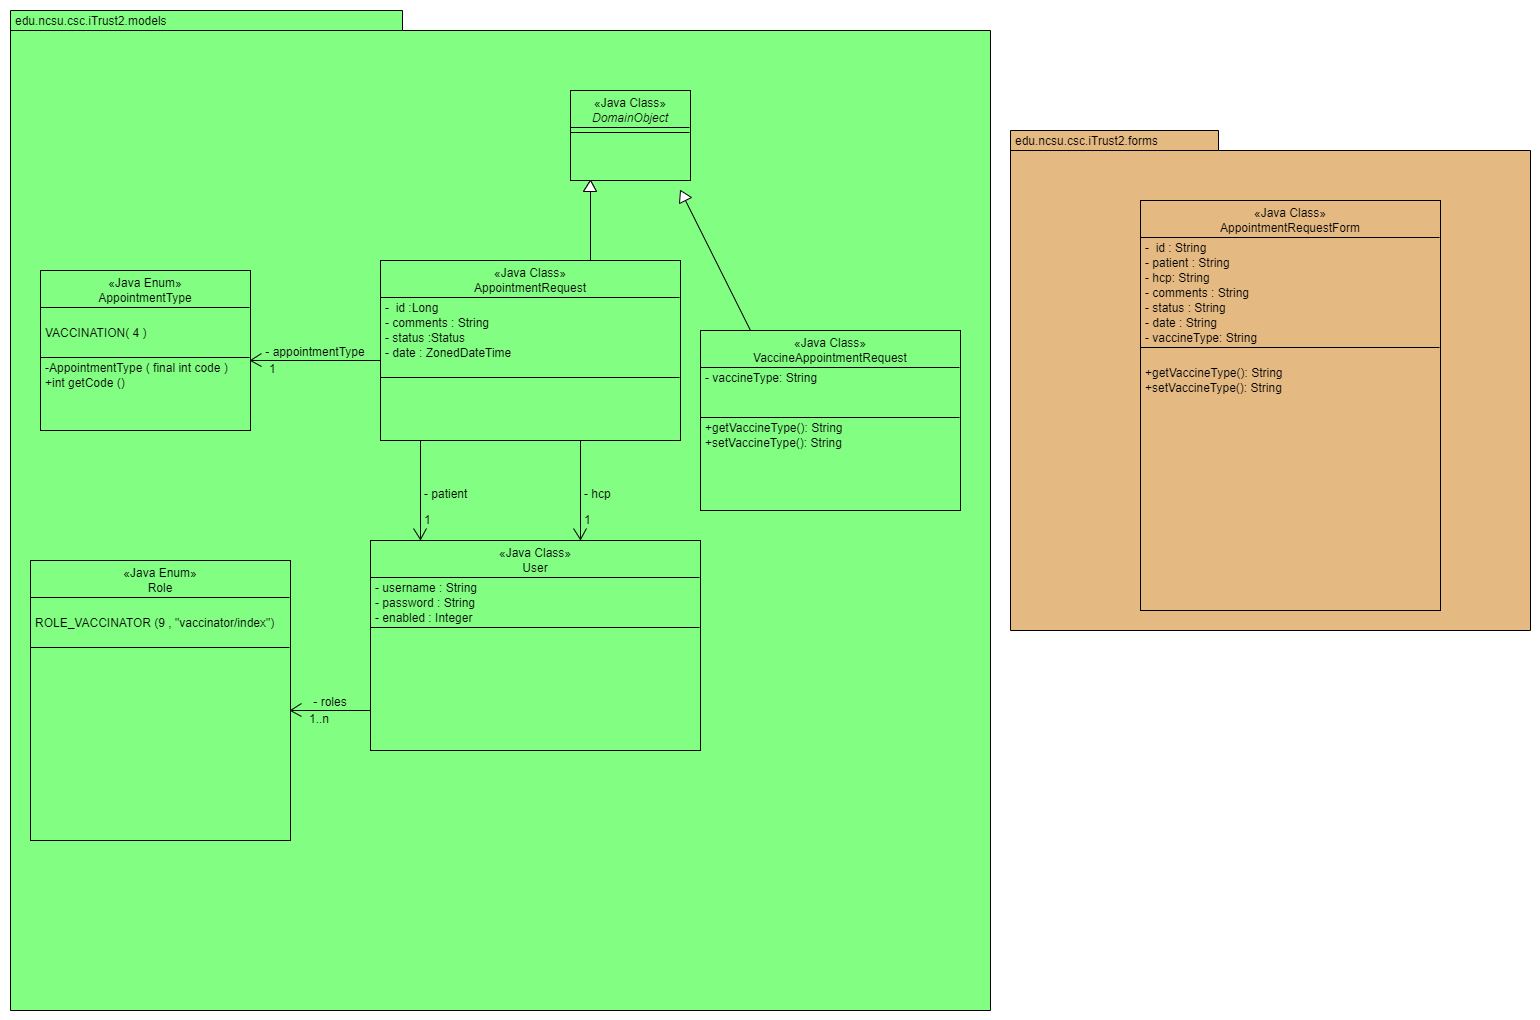 edu.ncsu.csc.iTrust2.models
«Java Class»
DomainObject
«Java Enum»
AppointmentType
VACCINATION( 4 )
-AppointmentType ( final int code )
+int getCode ()
- appointmentType
1
«Java Class»
AppointmentRequest
- id :Long
- comments : String
- status :Status
- date : ZonedDateTime
«Java Class»
VaccineAppointmentRequest
- vaccineType: String
+getVaccineType(): String
+setVaccineType(): String
- patient
1
- hcp
1
«Java Enum»
Role
ROLE_VACCINATOR (9 , "vaccinator/index")
- roles
1..n
«Java Class»
User
- username : String
- password : String
- enabled : Integer
edu.ncsu.csc.iTrust2.forms
«Java Class»
AppointmentRequestForm
- id : String
- patient : String
- hcp: String
- comments : String
- status : String
- date : String
- vaccineType: String
+getVaccineType(): String
+setVaccineType(): String